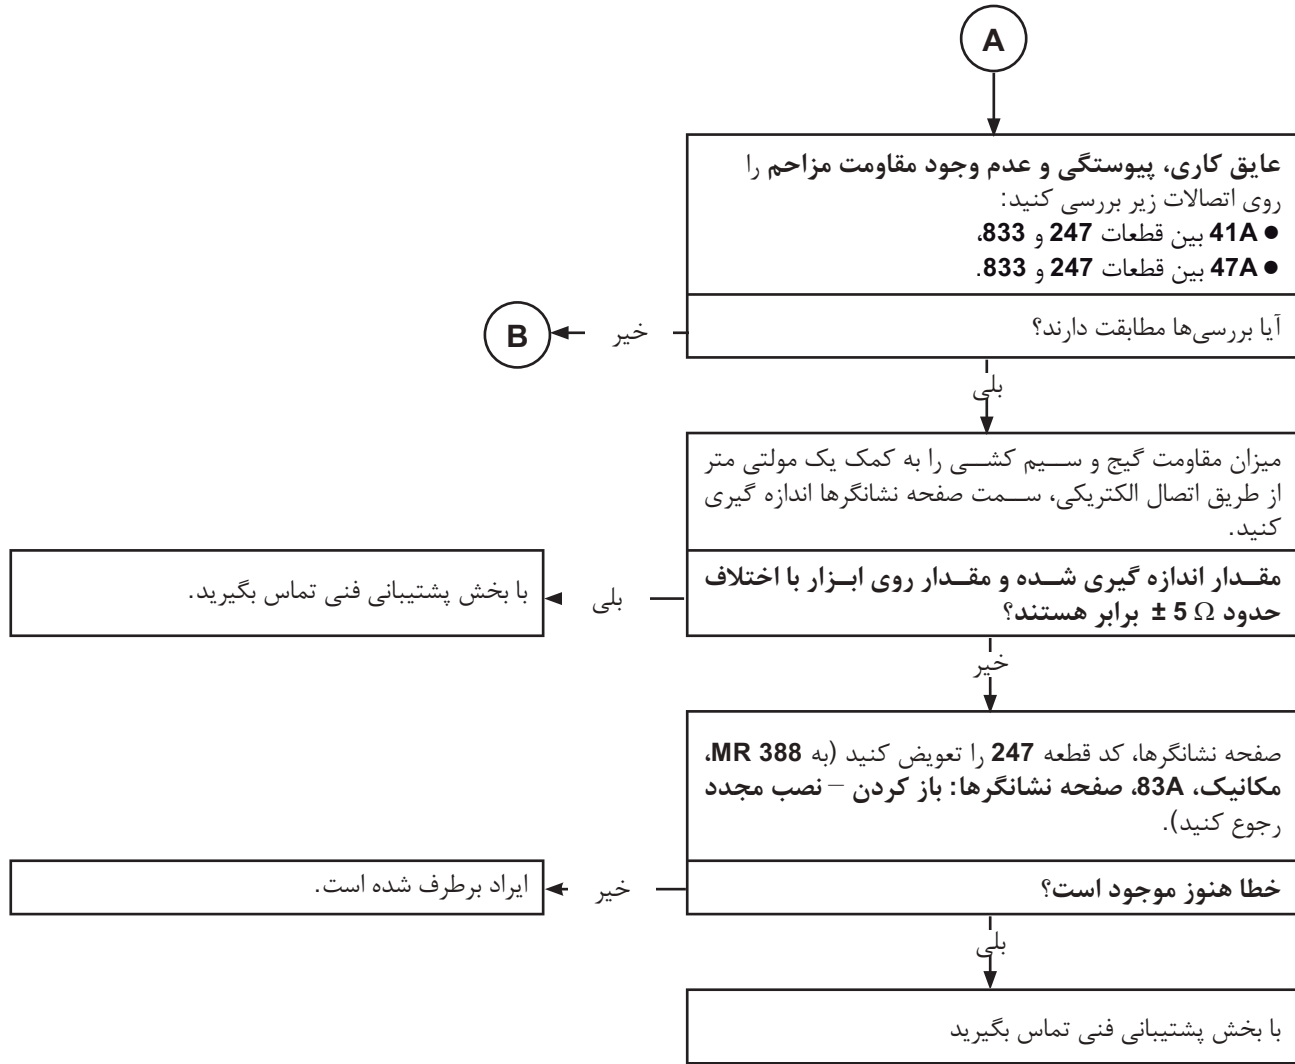 A
عایق کاری، پیوستگی و عدم وجود مقاومت مزاحم را
روی اتصالات زیر بررسی کنید:
● 41A بین قطعات 247 و 833،
● 47A بین قطعات 247 و 833.
آیا بررسی‌ها مطابقت دارند؟
خیر
B
بلی
میزان مقاومت گیج و سیم کشی را به کمک یک مولتی متر
از طریق اتصال الکتریکی، سمت صفحه نشانگرها اندازه گیری
کنید.
مقدار اندازه گیری شده و مقدار روی ابزار با اختلاف
حدود Ω 5 ± برابر هستند؟
بلی
با بخش پشتیبانی فنی تماس بگیرید.
خیر
صفحه نشانگرها، کد قطعه 247 را تعویض کنید (به MR 388،
مکانیک، 83A، صفحه نشانگرها: باز کردن – نصب مجدد
رجوع کنید).
خطا هنوز موجود است؟
خیر
ایراد برطرف شده است.
بلی
با بخش پشتیبانی فنی تماس بگیرید